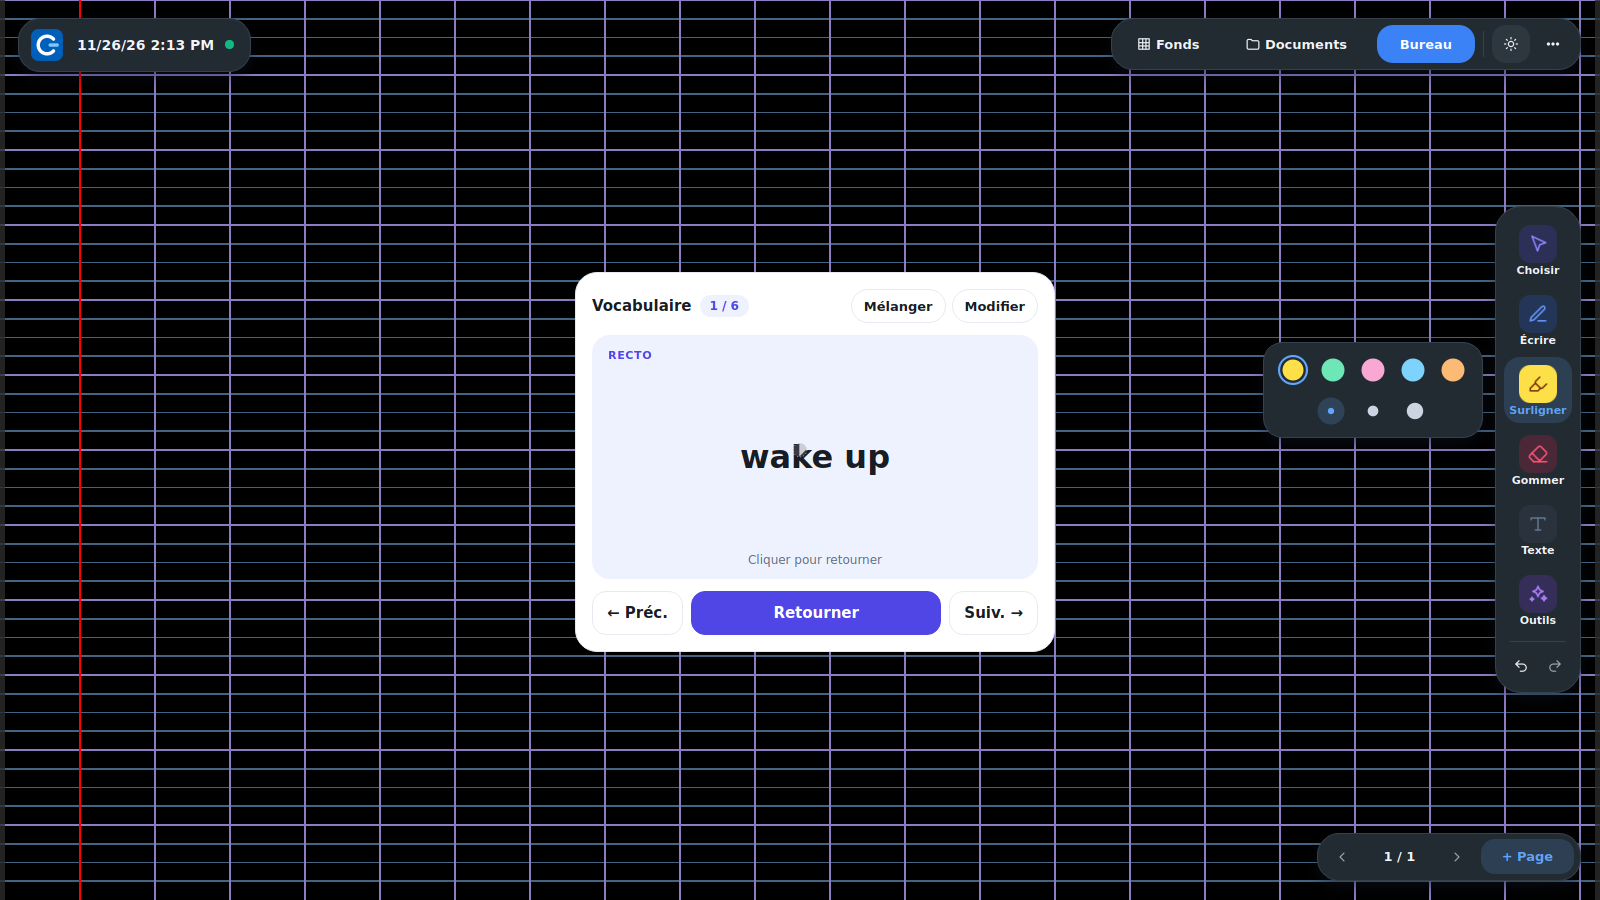 11/26/26 2:13 PM
Fonds
Documents
Bureau
Choisir
Écrire
Surligner
Gommer
Texte
Outils
Vocabulaire
1 / 6
Mélanger
Modifier
RECTO
wake up
Cliquer pour retourner
← Préc.
Retourner
Suiv. →
1 / 1
+ Page